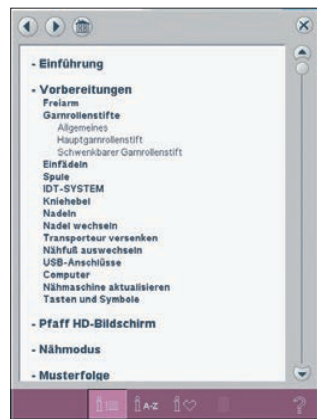 - Einführung
- Vorbereitungen
Freiarm
Garnrollenstifte
Allgemeines
Hauptgarnrollenstift
Schwenkbarer Garnrollenstift
Einfädeln
Spule
IDT-SYSTEM
Kniehebel
Nadeln
Nadel wechseln
Transporteur versenken
Nähfuß auswechseln
USB-Anschlüsse
Computer
Nähmaschine aktualisieren
Tasten und Symbole
- Pfaff HD-Bildschirm
- Nähmodus
- Musterfolge
A-Z
?